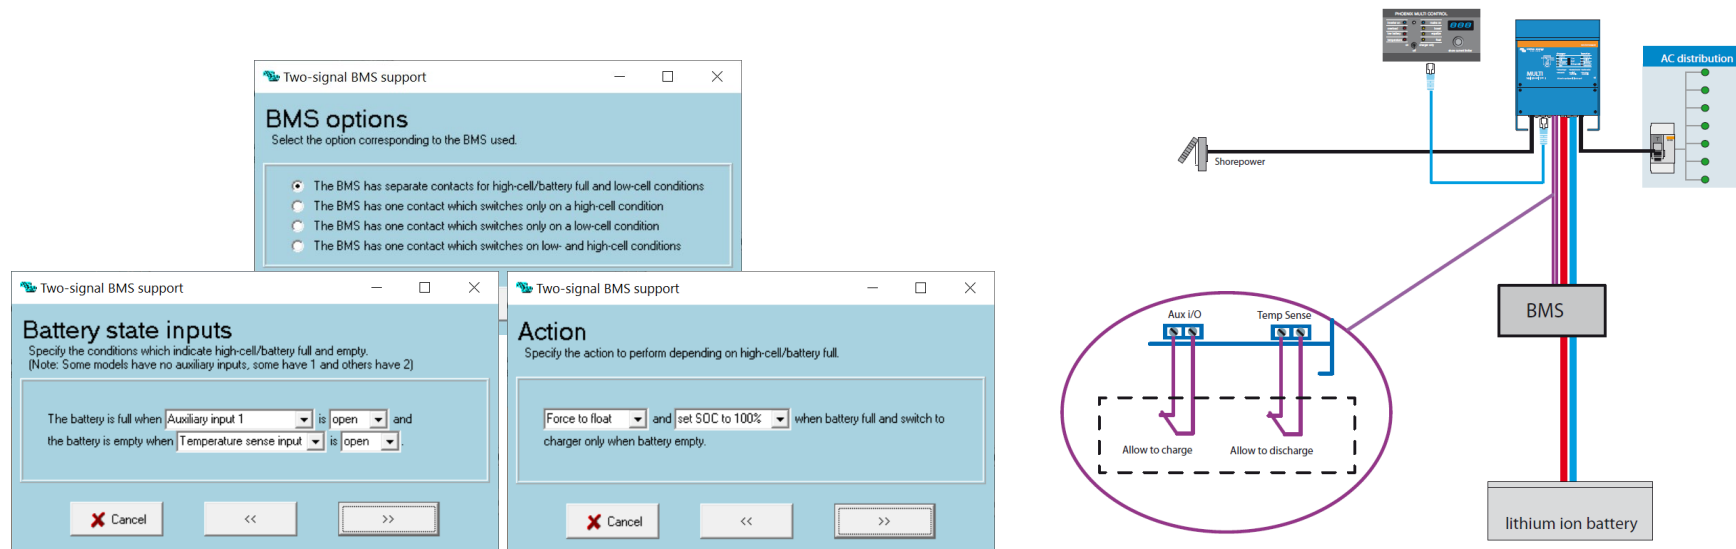 Two-signal BMS support
BMS options
Select the option corresponding to the BMS used.
The BMS has separate contacts for high-cell/battery full and low-cell conditions
The BMS has one contact which switches only on a high-cell condition
The BMS has one contact which switches only on a low-cell condition
The BMS has one contact which switches on low- and high-cell conditions
Two-signal BMS support
Battery state inputs
Specify the conditions which indicate high-cell/battery full and empty.
(Note: Some models have no auxiliary inputs, some have 1 and others have 2)
The battery is full when Auxiliary input 1 is open and
the battery is empty when Temperature sense input is open .
Cancel << >>
Two-signal BMS support
Action
Specify the action to perform depending on high-cell/battery full.
Force to float and set SOC to 100% when battery full and switch to
charger only when battery empty.
Cancel << >>
PHOENIX MULTI CONTROL
MULTI
AC distribution
Shorepower
Aux i/O
Temp Sense
Allow to charge
Allow to discharge
BMS
lithium ion battery